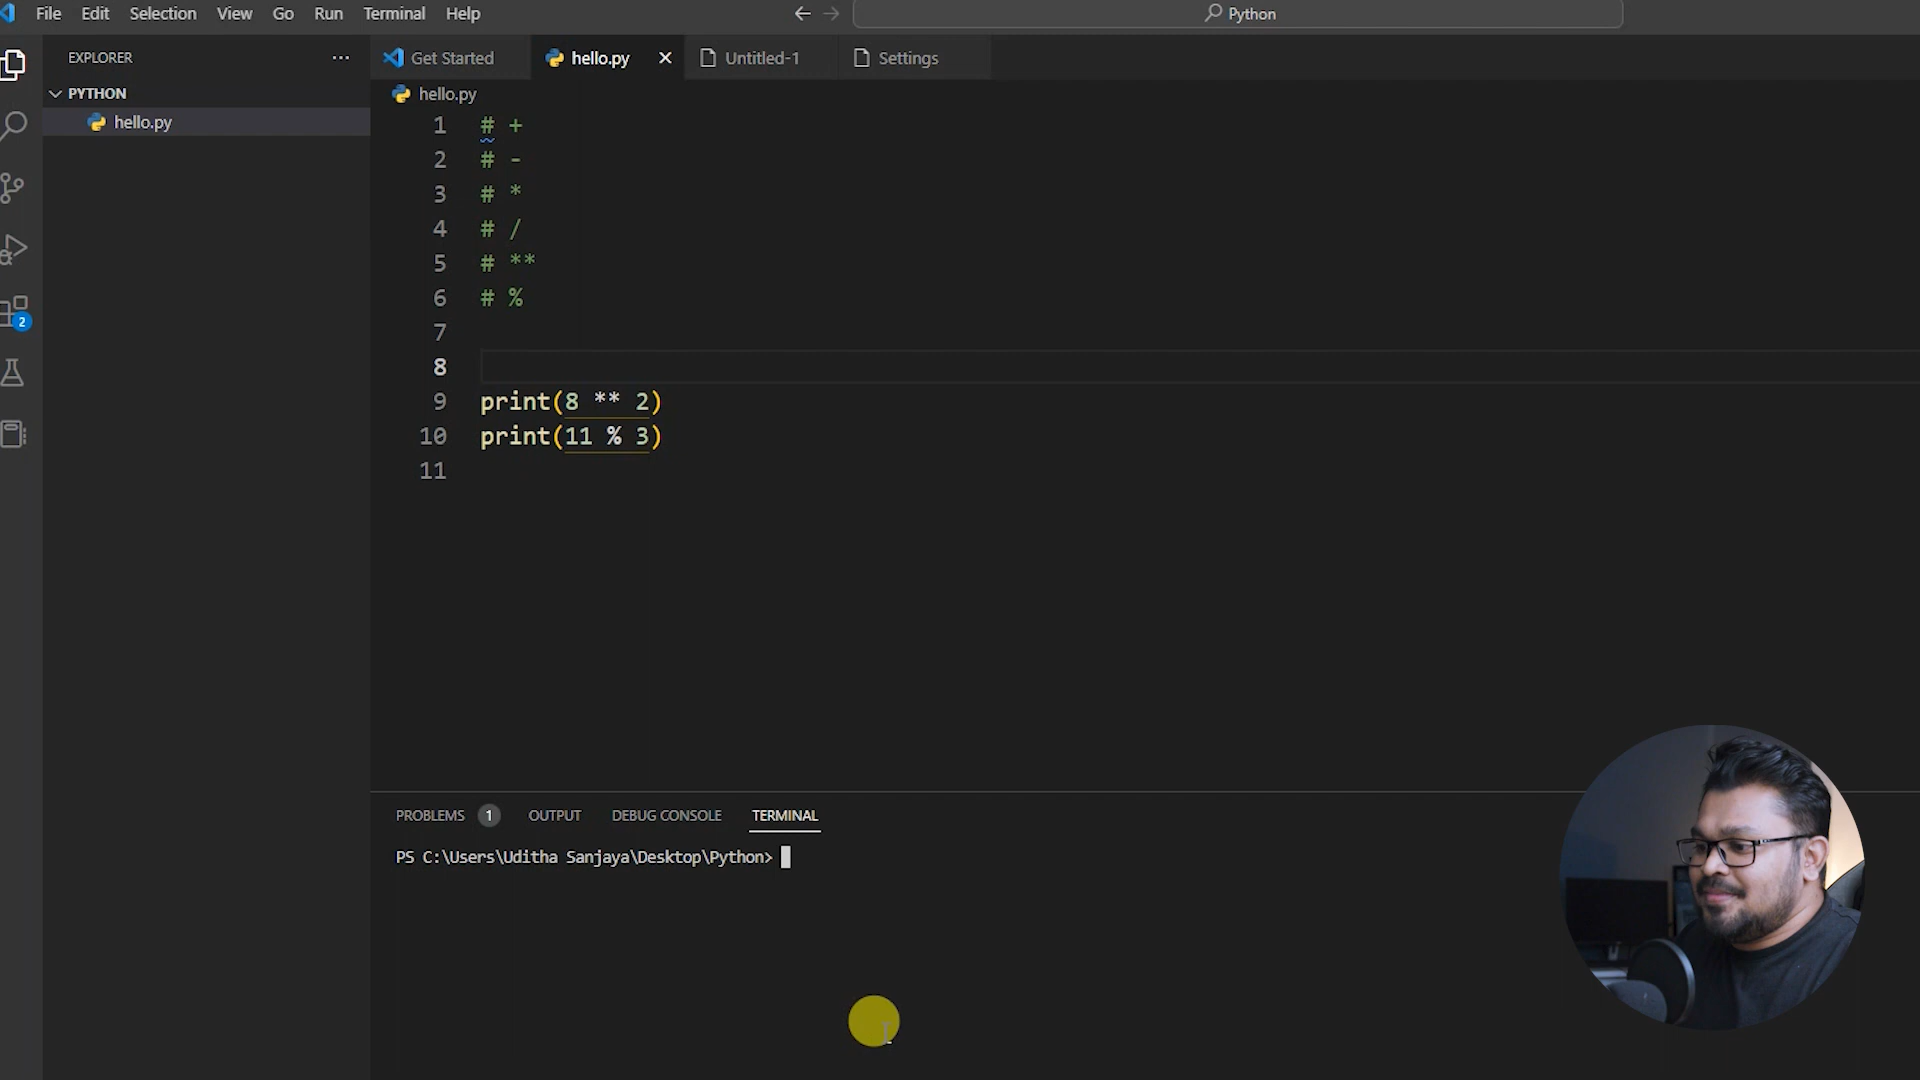 File Edit Selection View Go Run Terminal Help
Python
EXPLORER
PYTHON
hello.py
2
Get Started
hello.py
Untitled-1
Settings
hello.py
1 # +
2 # -
3 # *
4 # /
5 # **
6 # %
7
8
9 print(8 ** 2)
10 print(11 % 3)
11
PROBLEMS 1 OUTPUT DEBUG CONSOLE TERMINAL
PS C:\Users\Uditha Sanjaya\Desktop\Python>